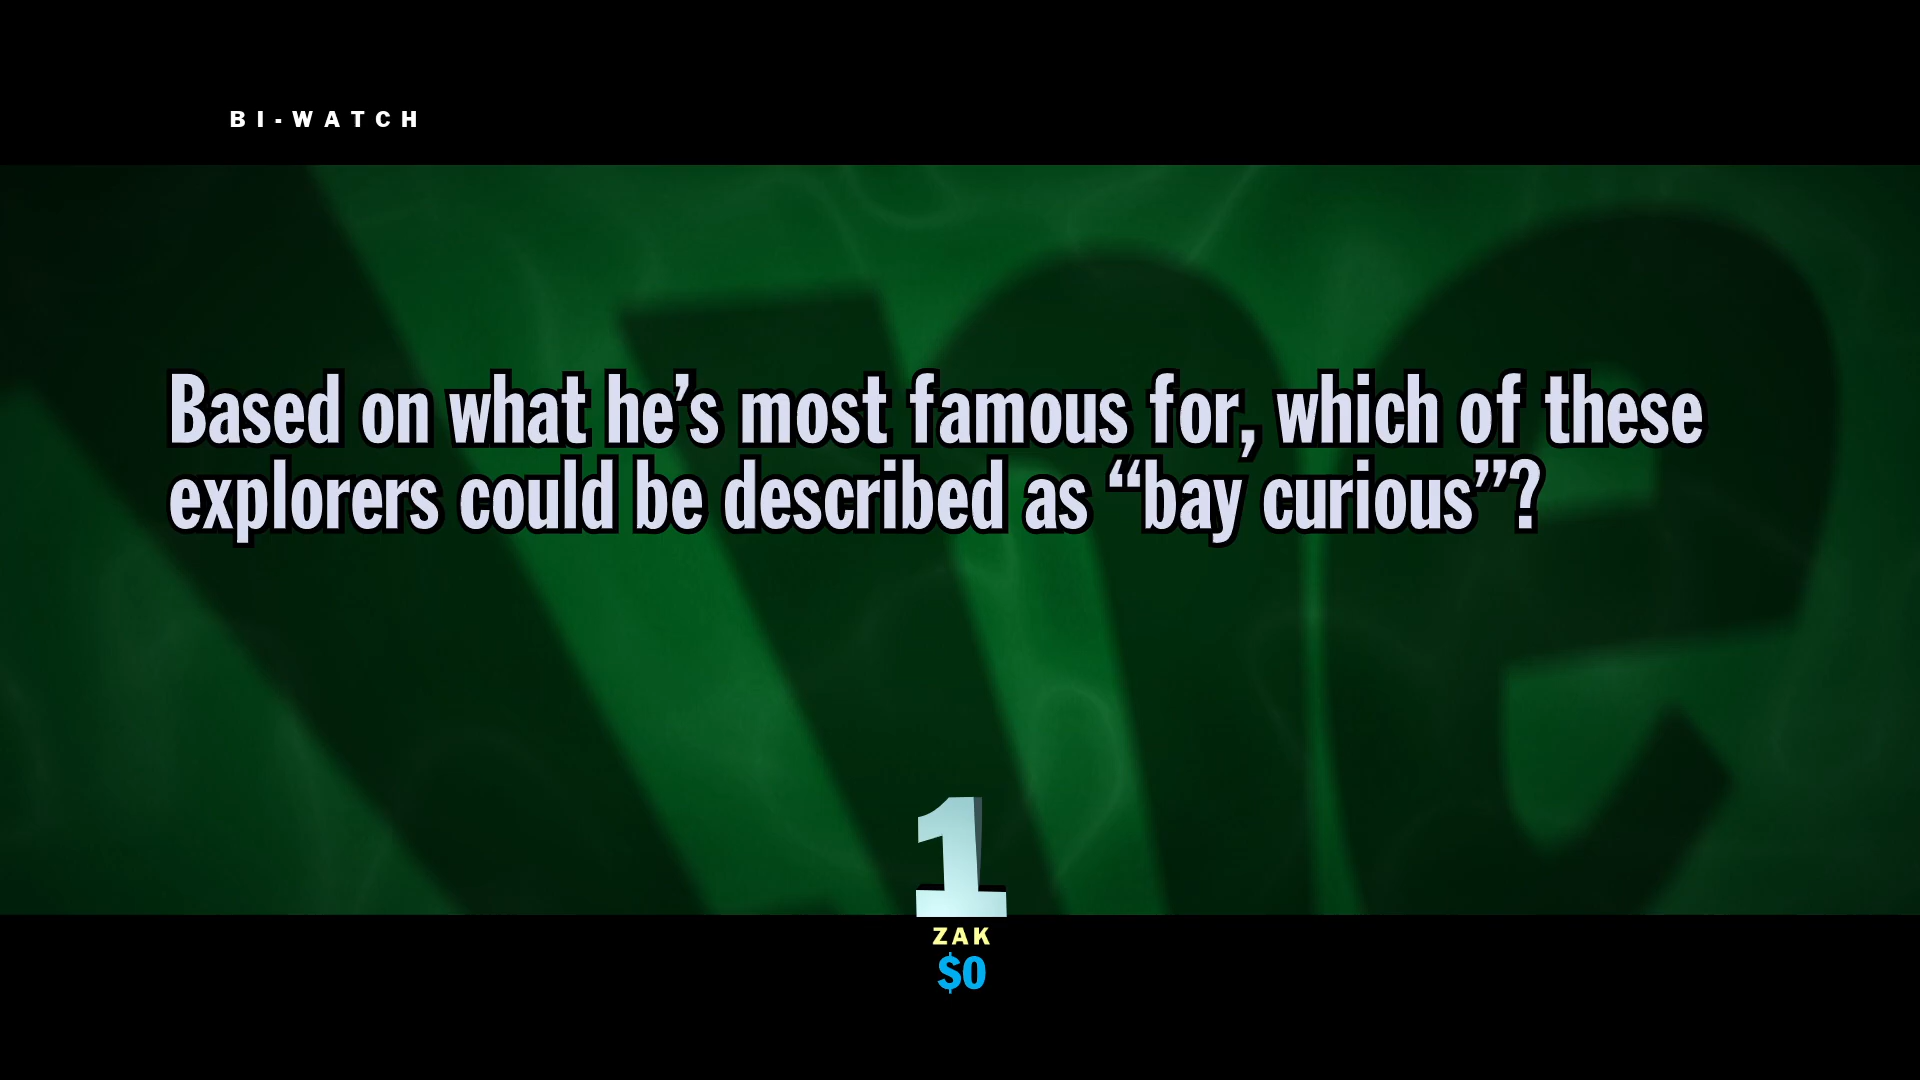 BI-WATCH
Based on what he’s most famous for, which of these
explorers could be described as “bay curious”?
1
ZAK
$0